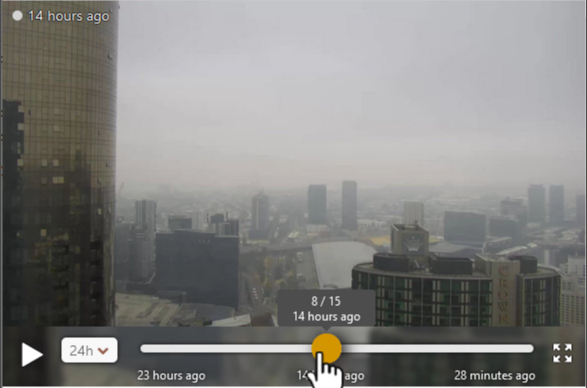 14 hours ago
8 / 15
14 hours ago
24h
23 hours ago
14
ago
28 minutes ago